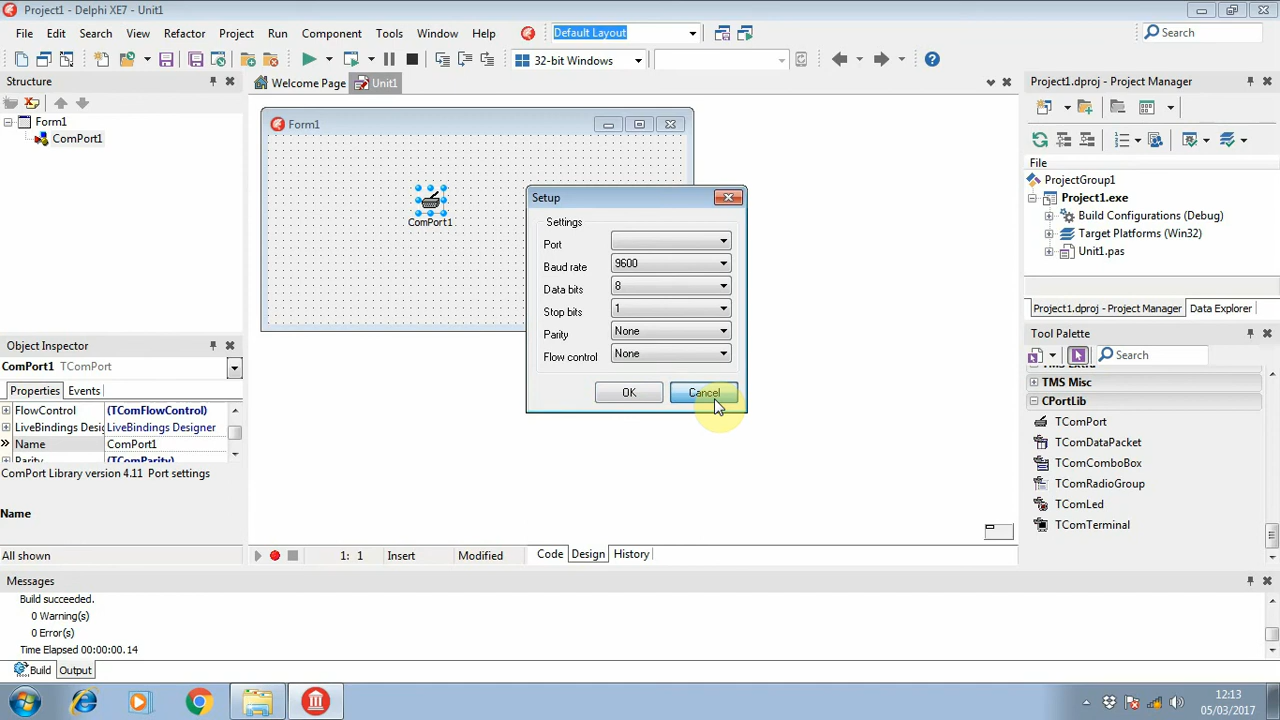 Project1 - Delphi XE7 - Unit1
File Edit Search View Refactor Project Run Component Tools Window Help
Default Layout
Search
32-bit Windows
Structure
Form1
ComPort1
Welcome Page Unit1
Form1
ComPort1
Setup
Settings
Port
Baud rate 9600
Data bits 8
Stop bits 1
Parity None
Flow control None
OK Cancel
Project1.dproj - Project Manager
File
ProjectGroup1
Project1.exe
Build Configurations (Debug)
Target Platforms (Win32)
Unit1.pas
Project1.dproj - Project Manager Data Explorer
Tool Palette
Search
TMS Misc
CPortLib
TComPort
TComDataPacket
TComComboBox
TComRadioGroup
TComLed
TComTerminal
Object Inspector
ComPort1 TComPort
Properties Events
FlowControl (TComFlowControl)
LiveBindings Desig LiveBindings Designer
Name ComPort1
Parity (TComParity)
ComPort Library version 4.11 Port settings
Name
All shown
1: 1 Insert Modified Code Design History
Messages
Build succeeded.
0 Warning(s)
0 Error(s)
Time Elapsed 00:00:00.14
Build Output
12:13
05/03/2017